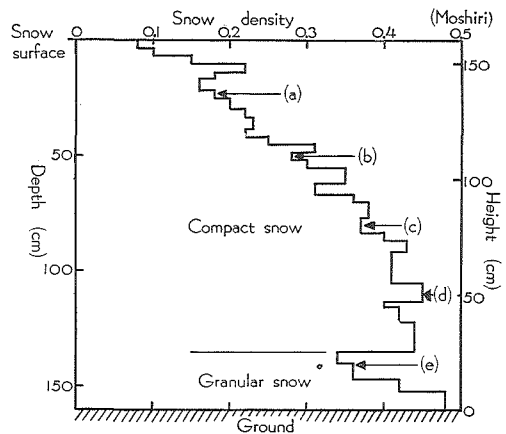 Snow density (Moshiri)
Snow surface
0 0.1 0.2 0.3 0.4 0.5
150
(a)
50
(b)
100
Depth (cm)
Height (cm)
Compact snow
(c)
100
(d)
50
(e)
Granular snow
150
0
Ground